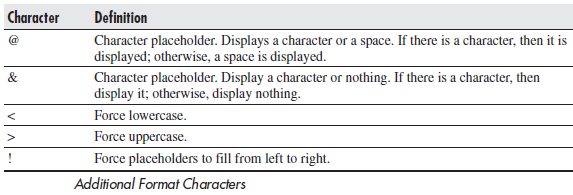 Character Definition
@ Character placeholder. Displays a character or a space. If there is a character, then it is
displayed; otherwise, a space is displayed.
& Character placeholder. Display a character or nothing. If there is a character, then
display it; otherwise, display nothing.
< Force lowercase.
> Force uppercase.
! Force placeholders to fill from left to right.
Additional Format Characters